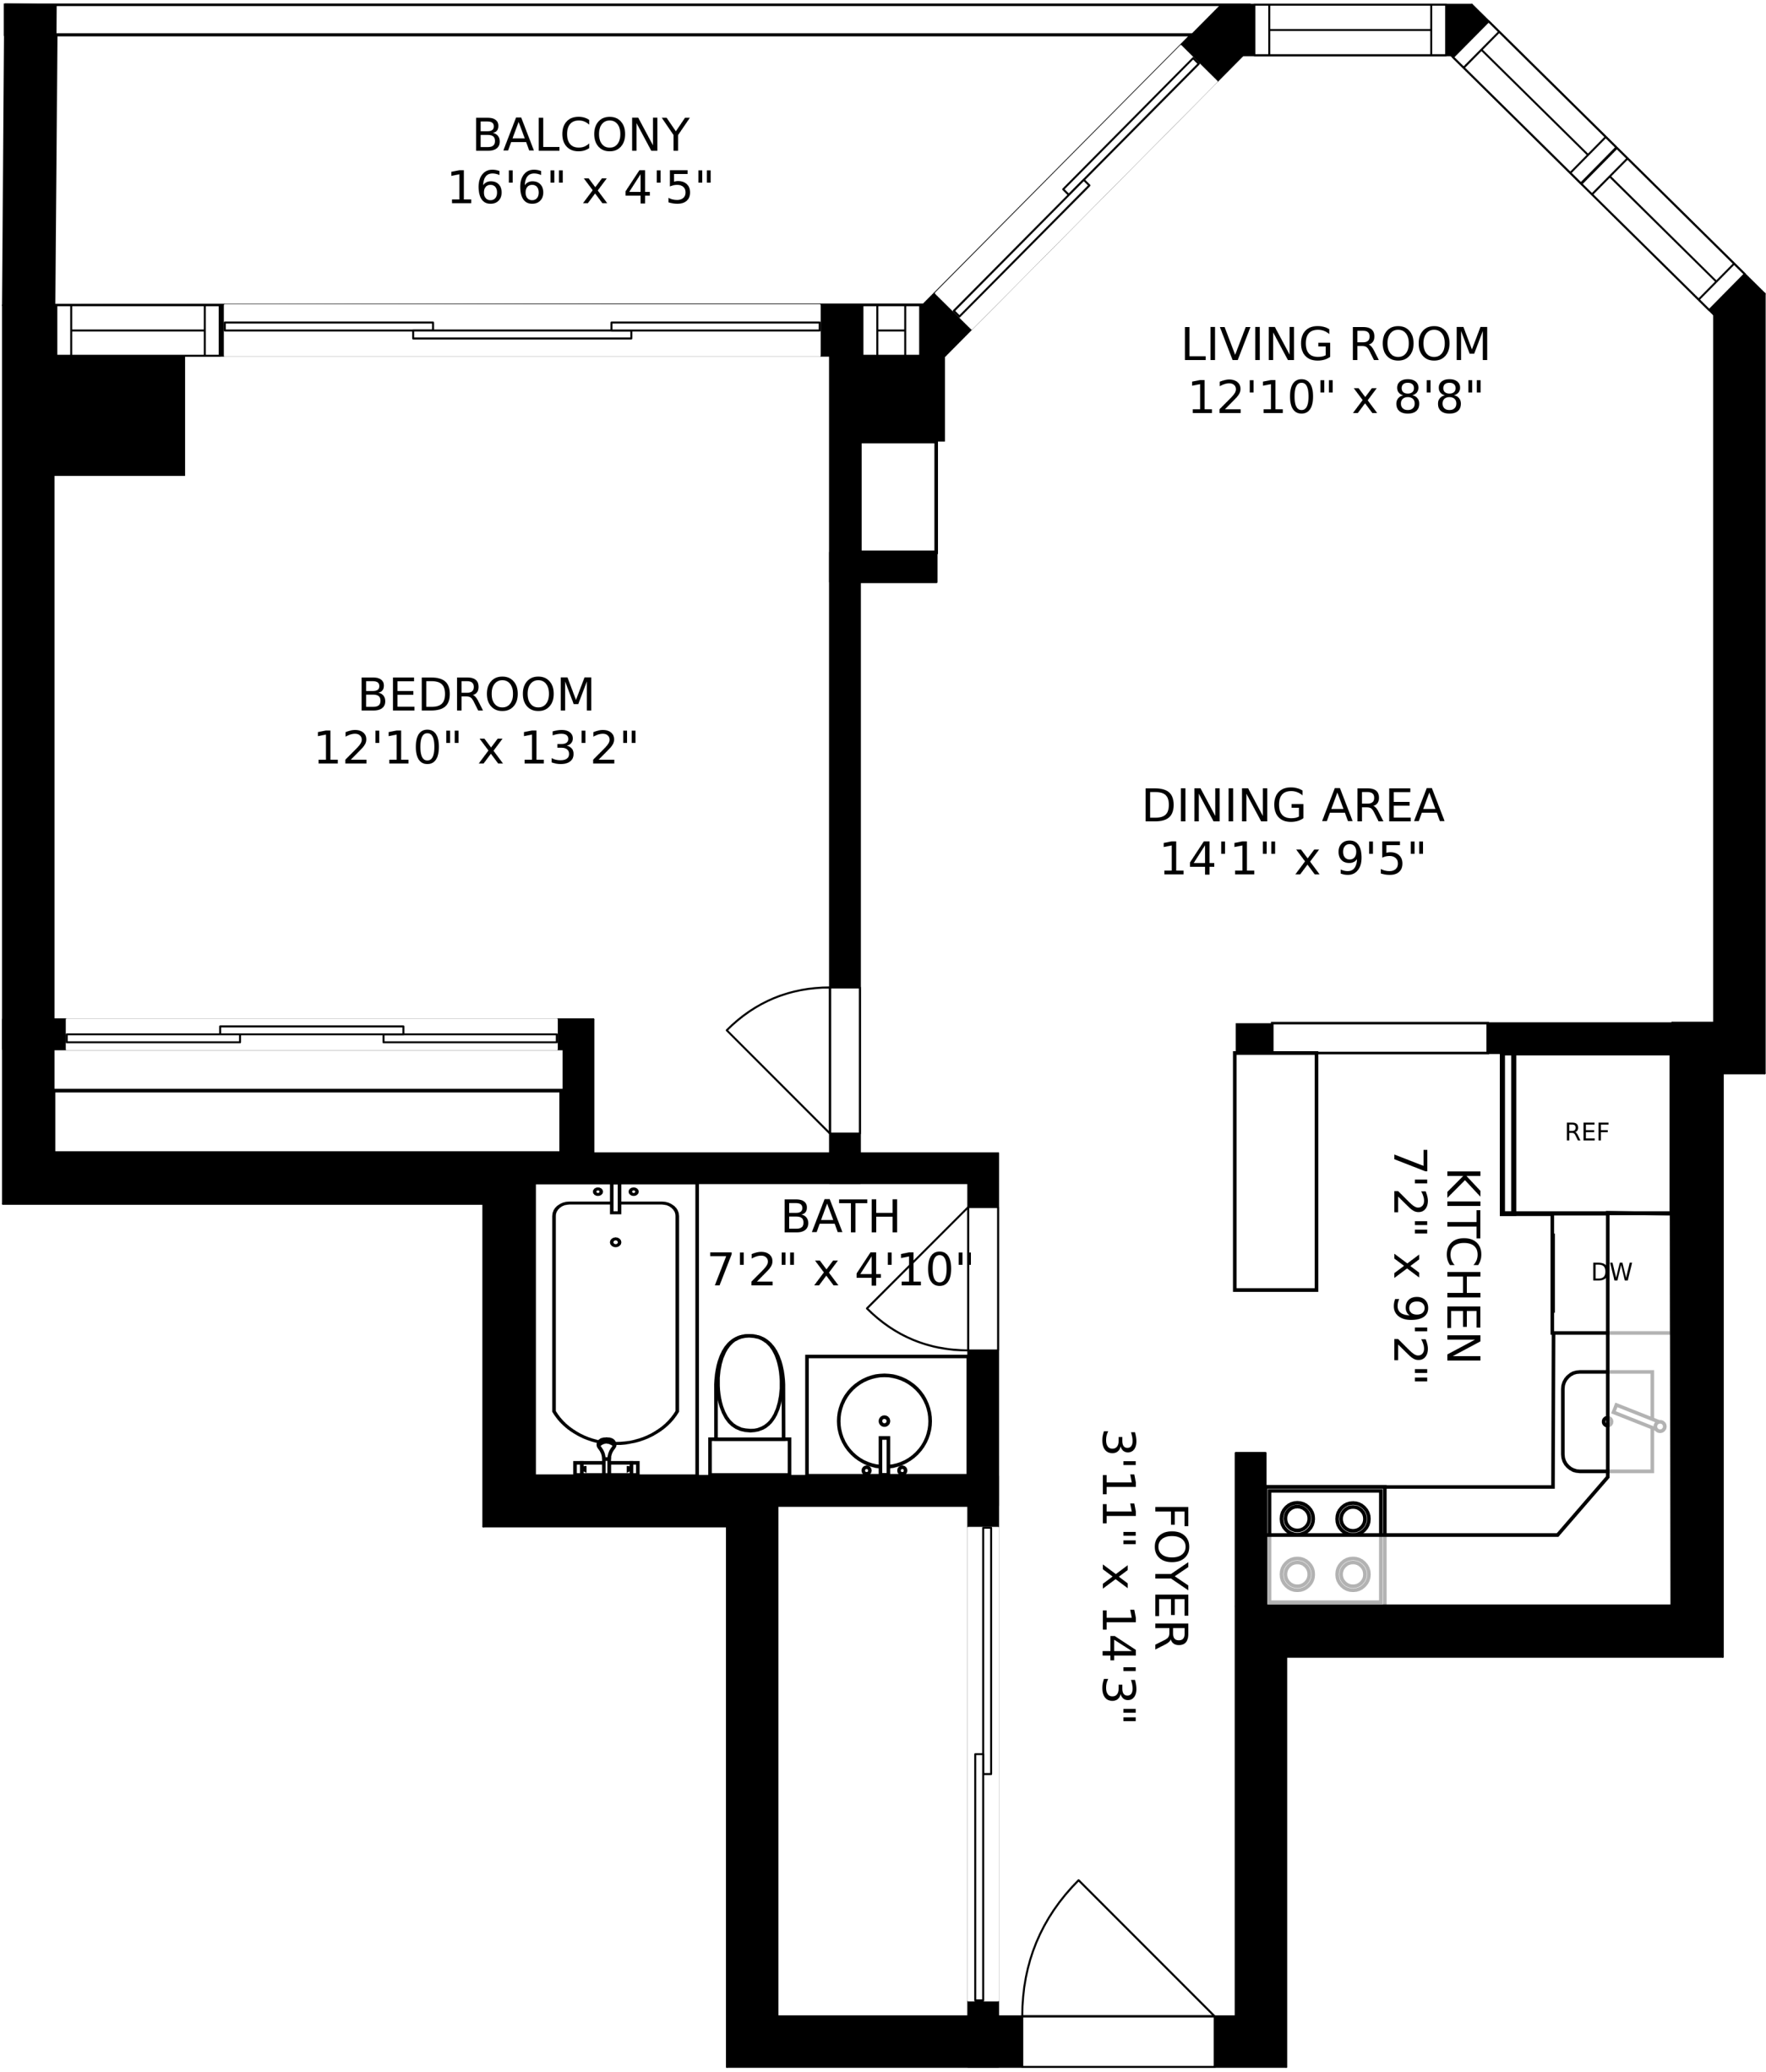 BALCONY
16'6" x 4'5"
LIVING ROOM
12'10" x 8'8"
BEDROOM
12'10" x 13'2"
DINING AREA
14'1" x 9'5"
REF
KITCHEN
7'2" x 9'2"
DW
BATH
7'2" x 4'10"
FOYER
3'11" x 14'3"